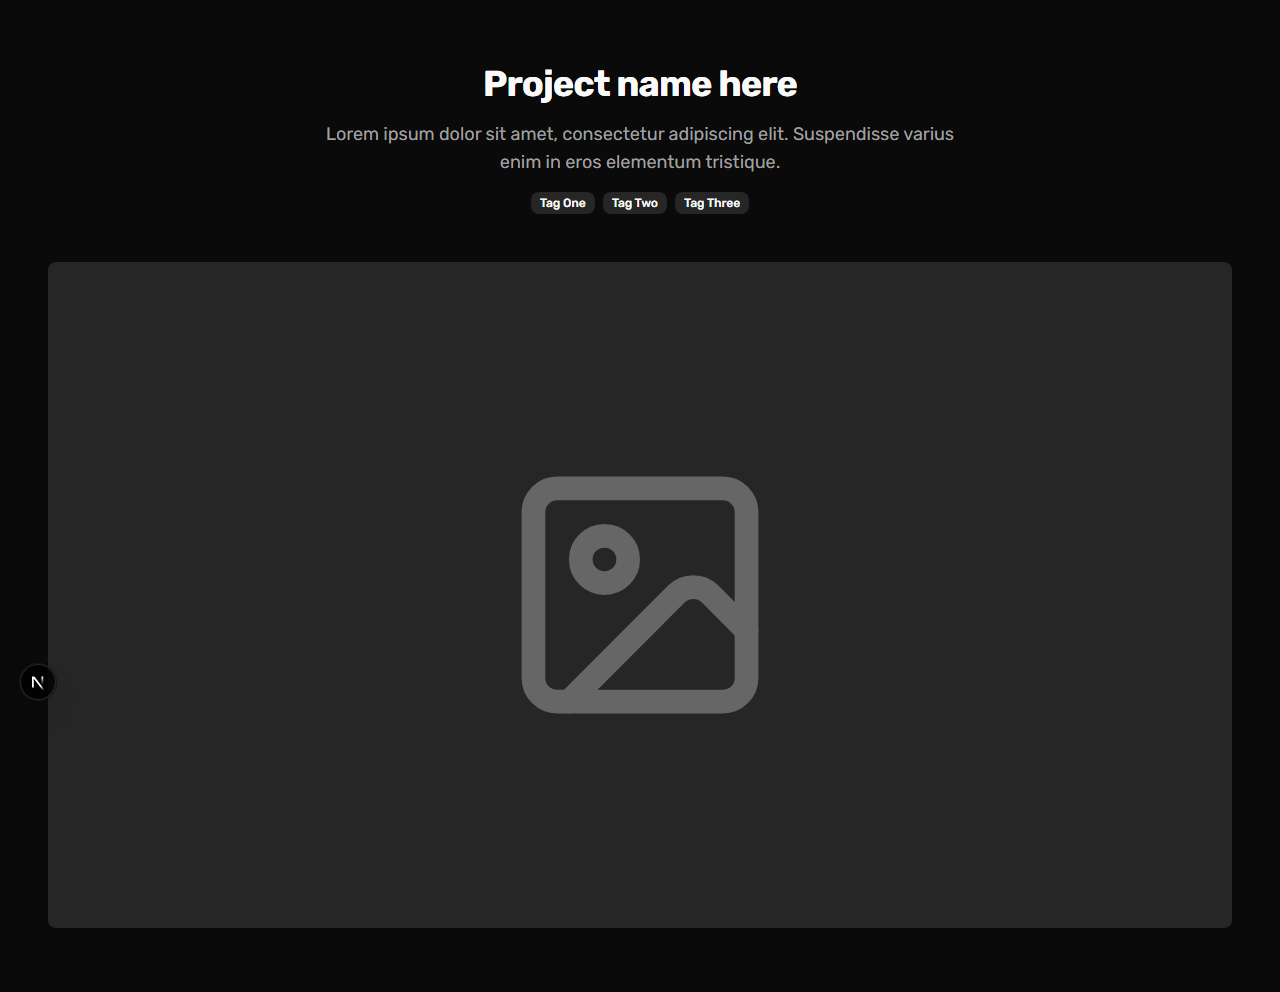 Project name here
Lorem ipsum dolor sit amet, consectetur adipiscing elit. Suspendisse varius
enim in eros elementum tristique.
Tag One Tag Two Tag Three
N